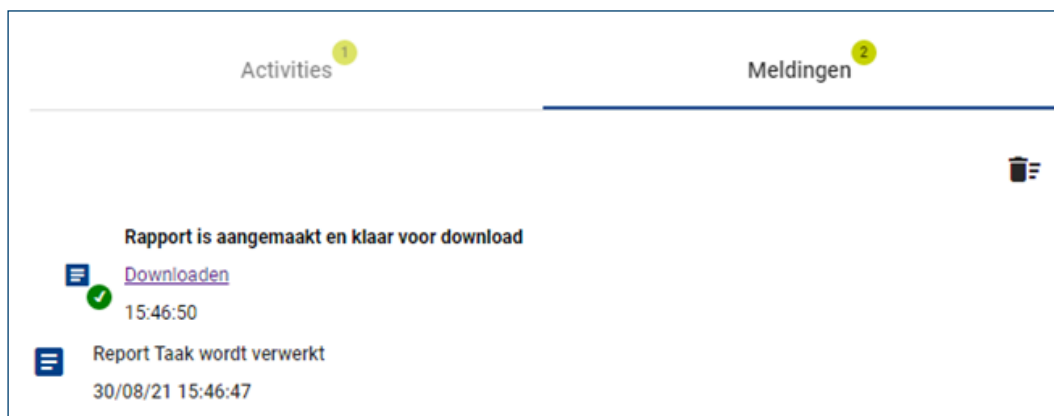 Activities 1
Meldingen 2
Rapport is aangemaakt en klaar voor download
Downloaden
15:46:50
Report Taak wordt verwerkt
30/08/21 15:46:47